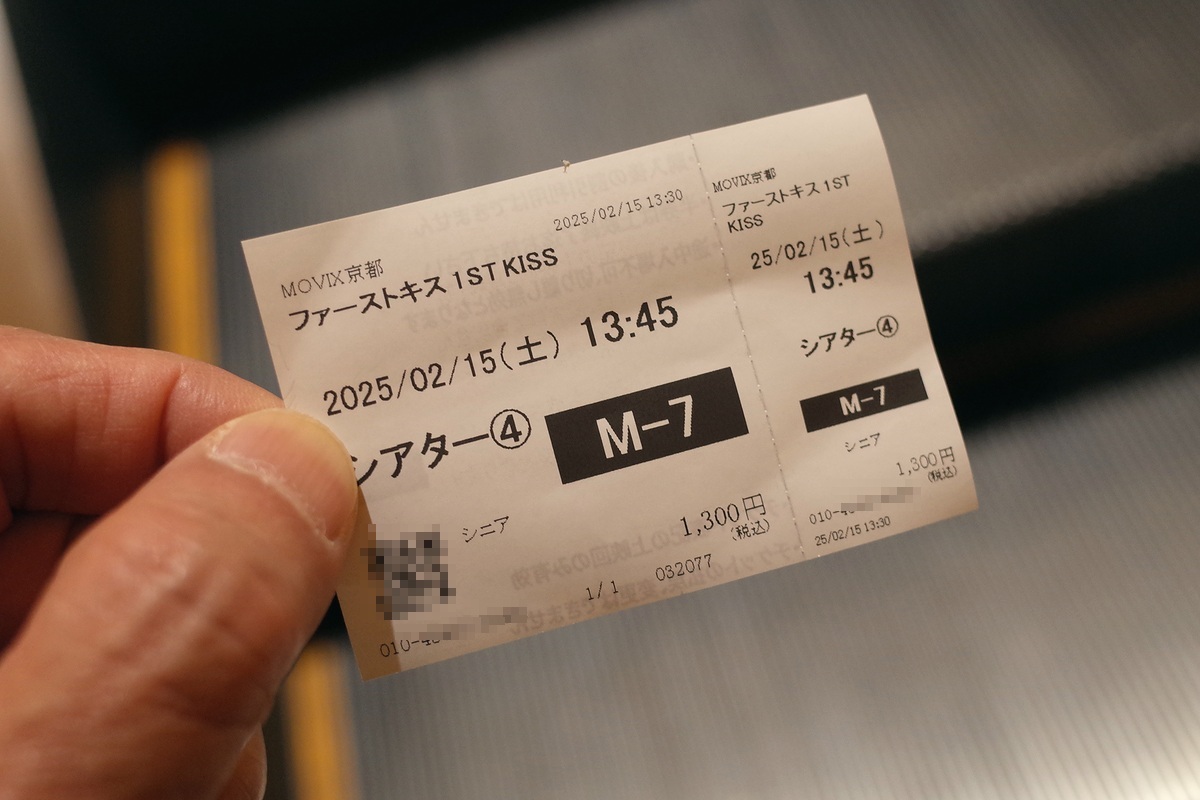 2025/02/15 13:30
MOVIX京都
ファーストキス 1ST KISS
2025/02/15(土) 13:45
シアター④ M-7
シニア 1,300円
(税込)
1/1 032077
010-4
MOVIX京都
ファーストキス 1ST
KISS
25/02/15(土)
13:45
シアター④
M-7
シニア
1,300円
(税込)
010-4
25/02/15 13:30